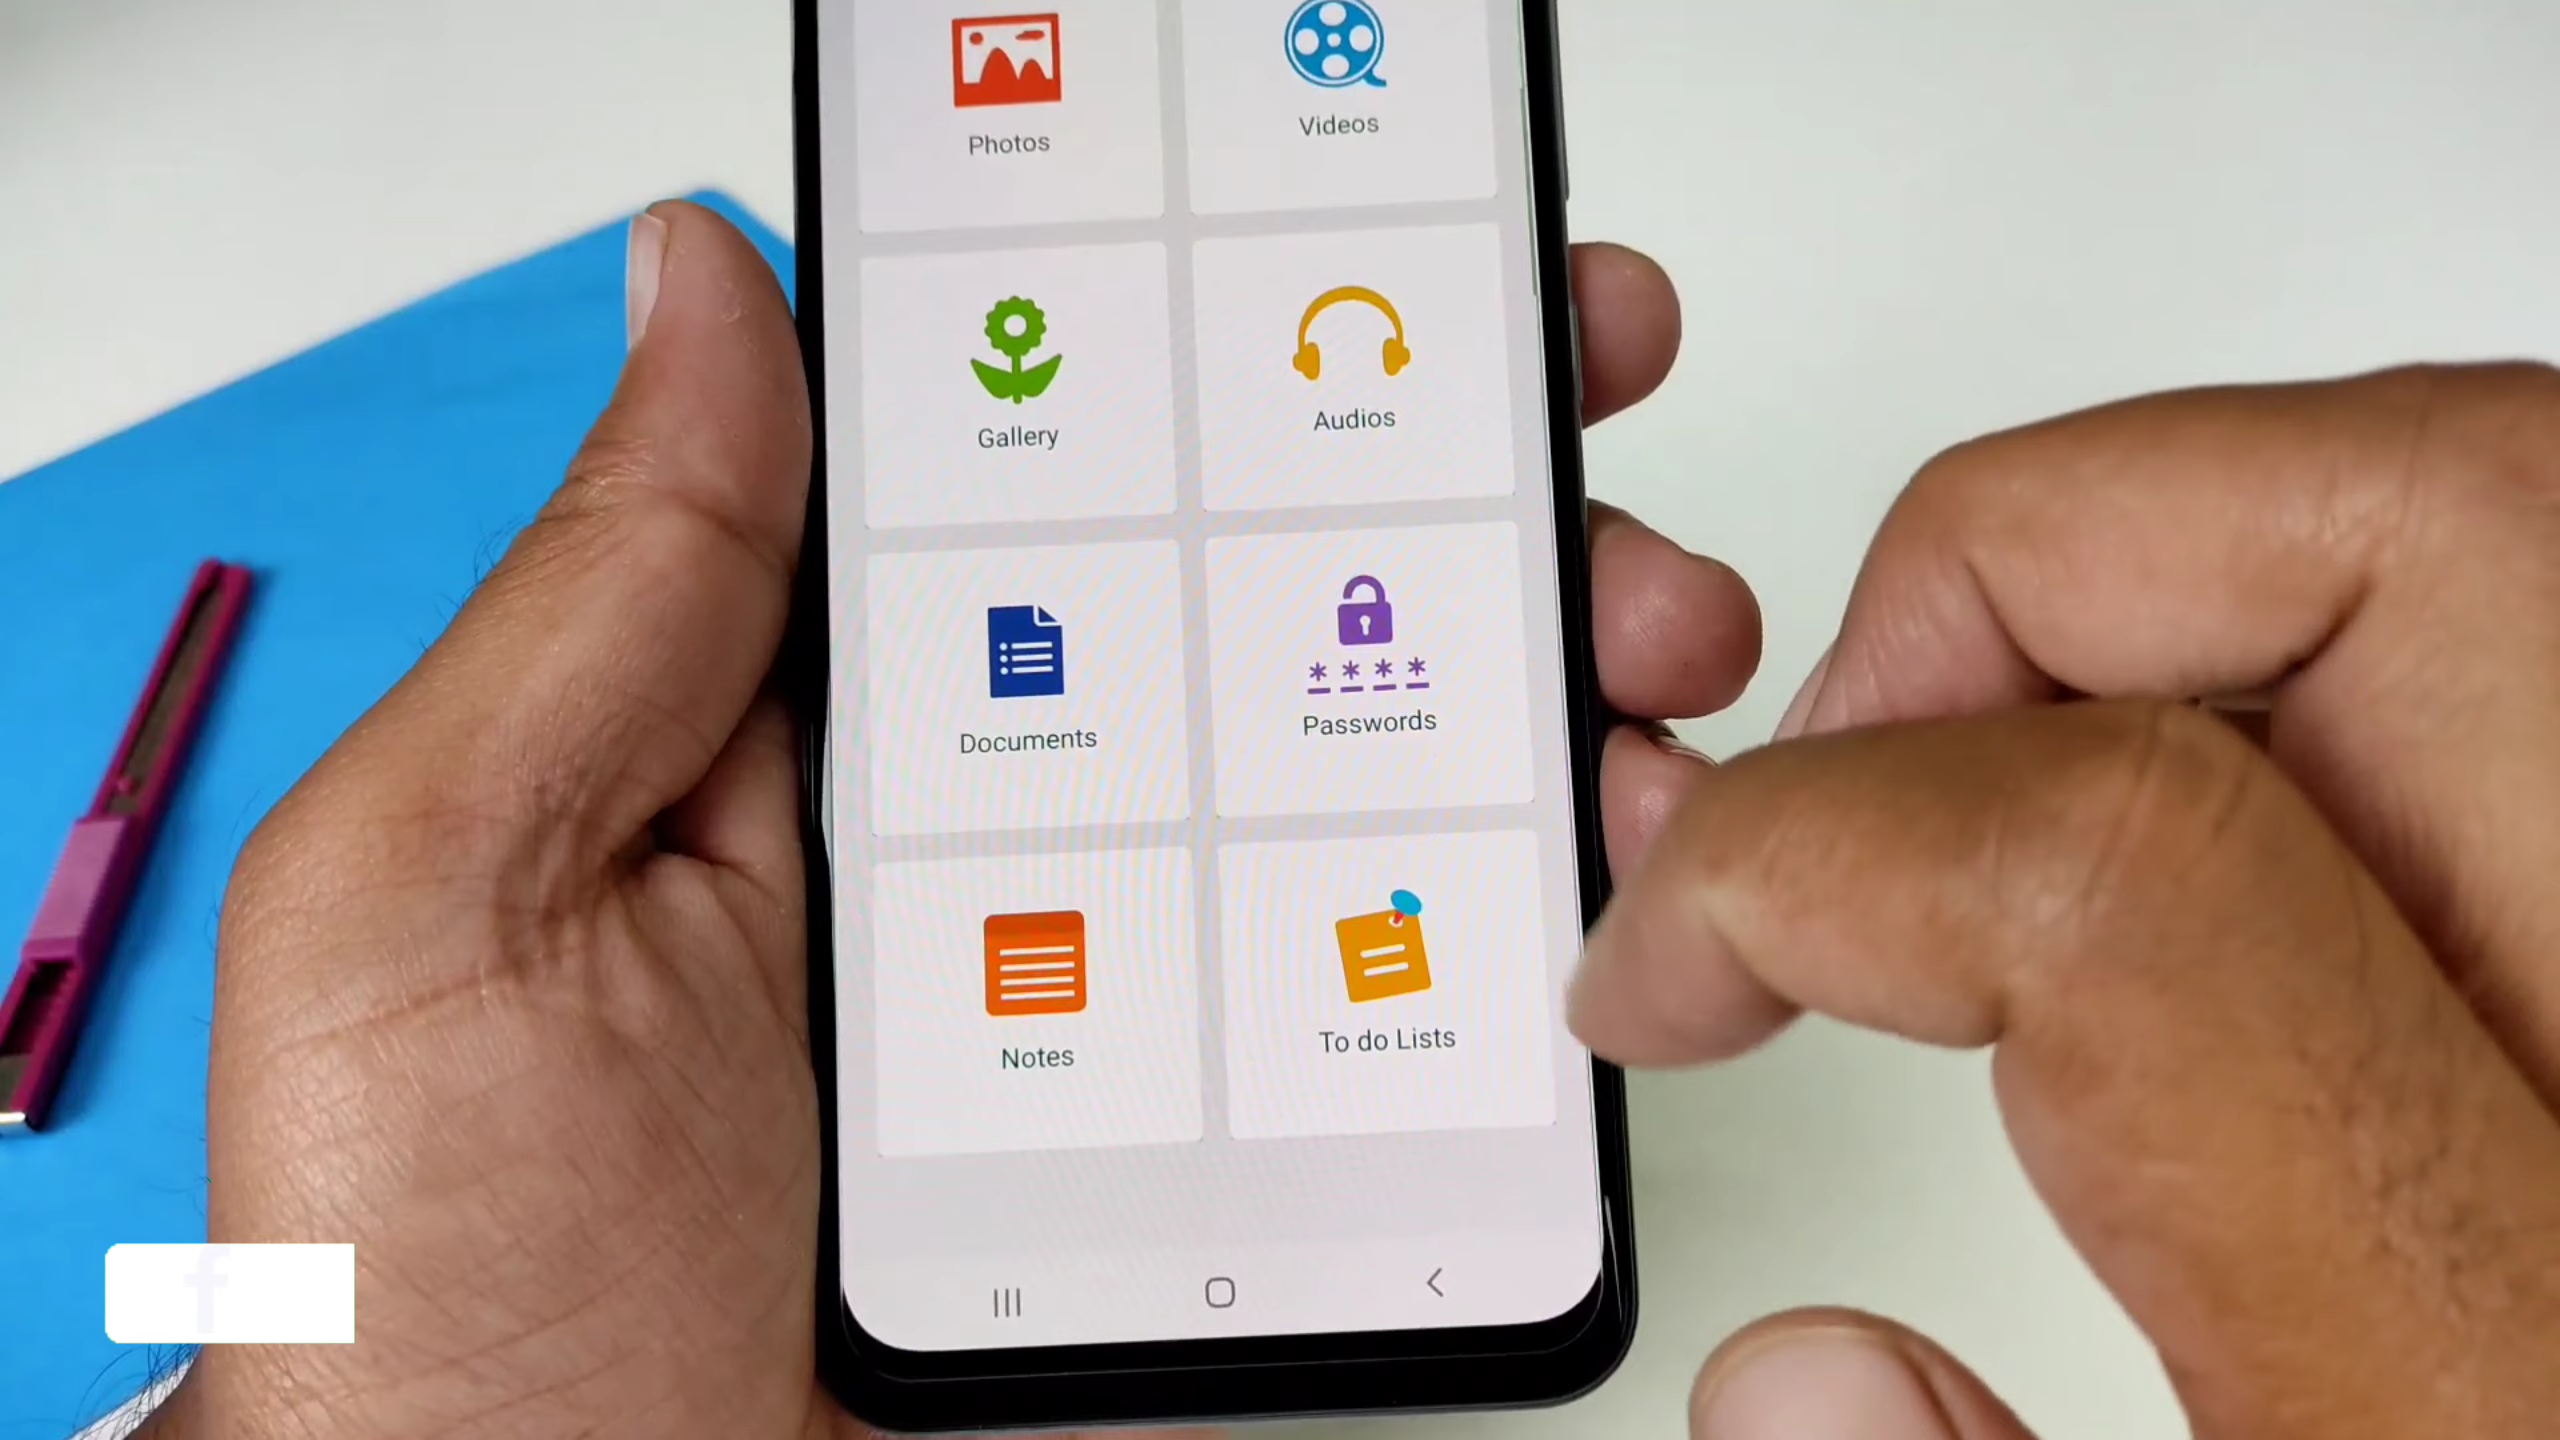 Photos
Videos
Gallery
Audios
Documents
* * * *
Passwords
Notes
To do Lists
f